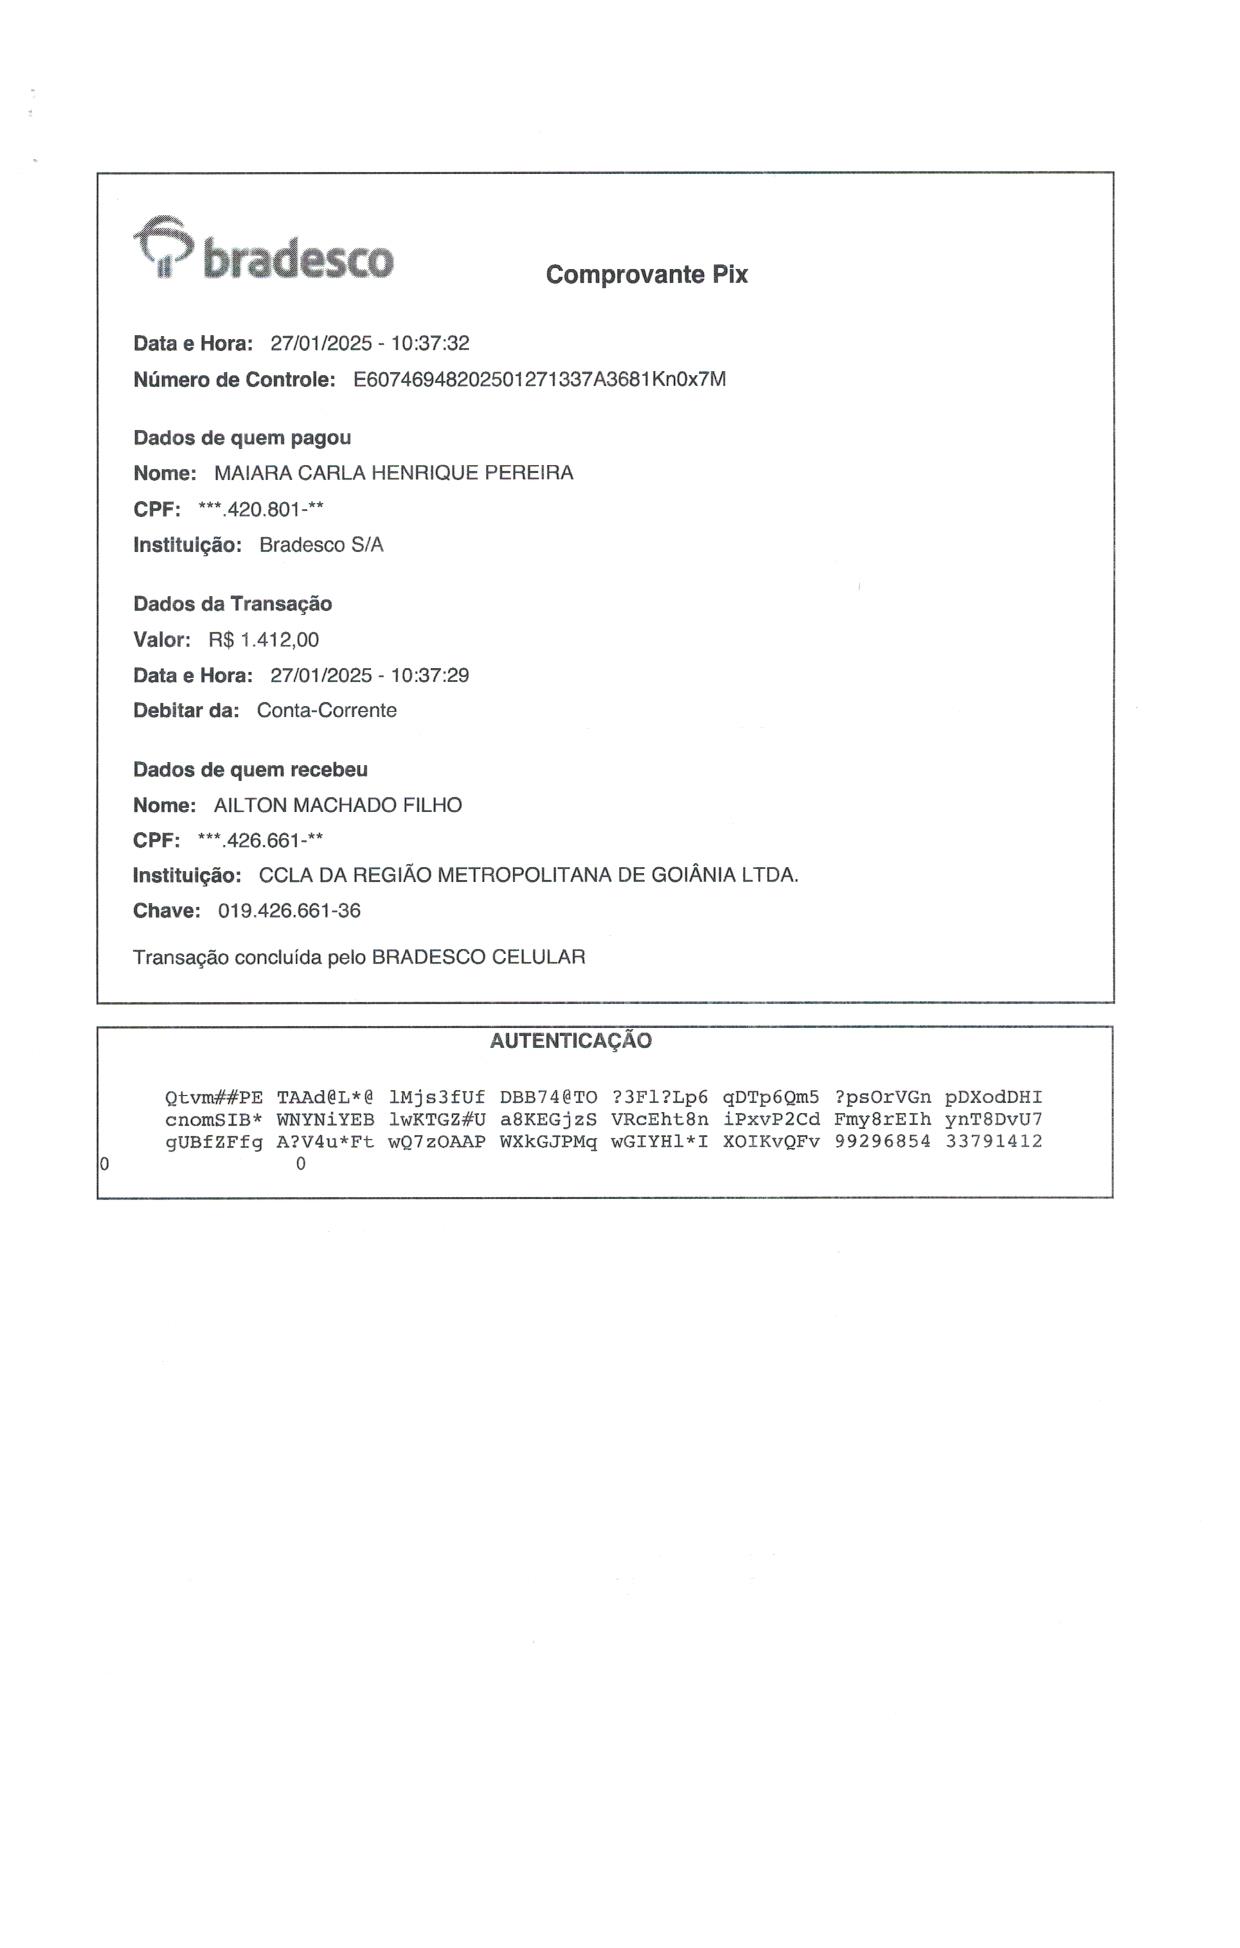 bradesco
Comprovante Pix
Data e Hora: 27/01/2025 - 10:37:32
Número de Controle: E60746948202501271337A3681Kn0x7M
Dados de quem pagou
Nome: MAIARA CARLA HENRIQUE PEREIRA
CPF: ***.420.801-**
Instituição: Bradesco S/A
Dados da Transação
Valor: R$ 1.412,00
Data e Hora: 27/01/2025 - 10:37:29
Debitar da: Conta-Corrente
Dados de quem recebeu
Nome: AILTON MACHADO FILHO
CPF: ***.426.661-**
Instituição: CCLA DA REGIÃO METROPOLITANA DE GOIÂNIA LTDA.
Chave: 019.426.661-36
Transação concluída pelo BRADESCO CELULAR
AUTENTICAÇÃO
Qtvm##PE TAAd@L*@ lMjs3fUf DBB74@TO ?3Fl?Lp6 qDTp6Qm5 ?psOrVGn pDXodDHI
cnomSIB* WNYNiYEB lwKTGZ#U a8KEGjzS VRcEht8n iPxvP2Cd Fmy8rEIh ynT8DvU7
gUBfZFfg A?V4u*Ft wQ7zOAAP WXkGJPMq wGIYHl*I XOIKvQFv 99296854 33791412
0 0